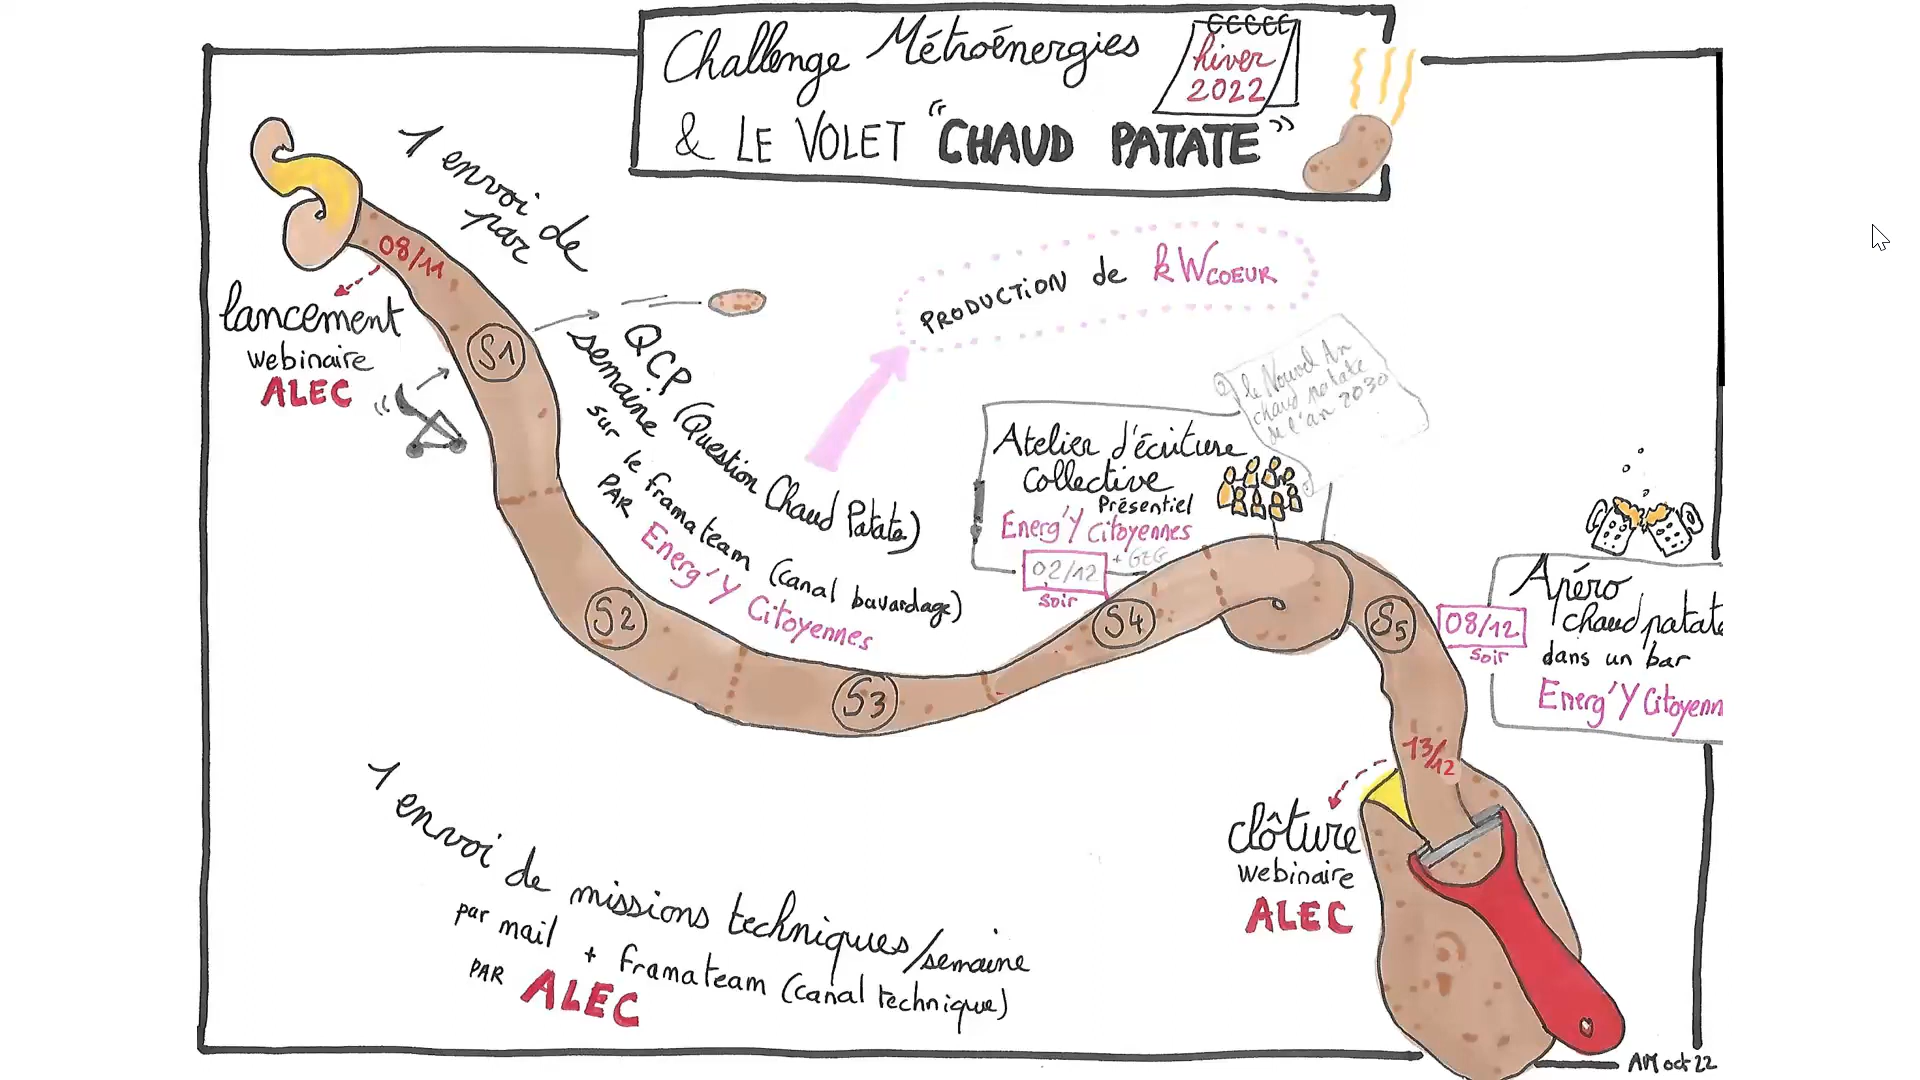 Challenge Métroénergies
hiver
2022
& LE VOLET "CHAUD PATATE"
08/11
lancement
webinaire
ALEC
1 envoi de
par
QCP (Question Chaud Patate)
semaine
sur le framateam (canal bavardage)
PAR Energ'Y Citoyennes
PRODUCTION de kWCOEUR
le Nouvel An
chaud patate
de l'an 2030
Atelier d'écriture
collective
Présentiel
Energ'Y Citoyennes
+ GEG
02/12
soir
S1
S2
S3
S4
S5
Apéro
chaud patate
dans un bar
Energ'Y Citoyenn
08/12
soir
13/12
clôture
webinaire
ALEC
1 envoi de missions techniques/semaine
par mail + framateam (canal technique)
PAR ALEC
AM oct 22